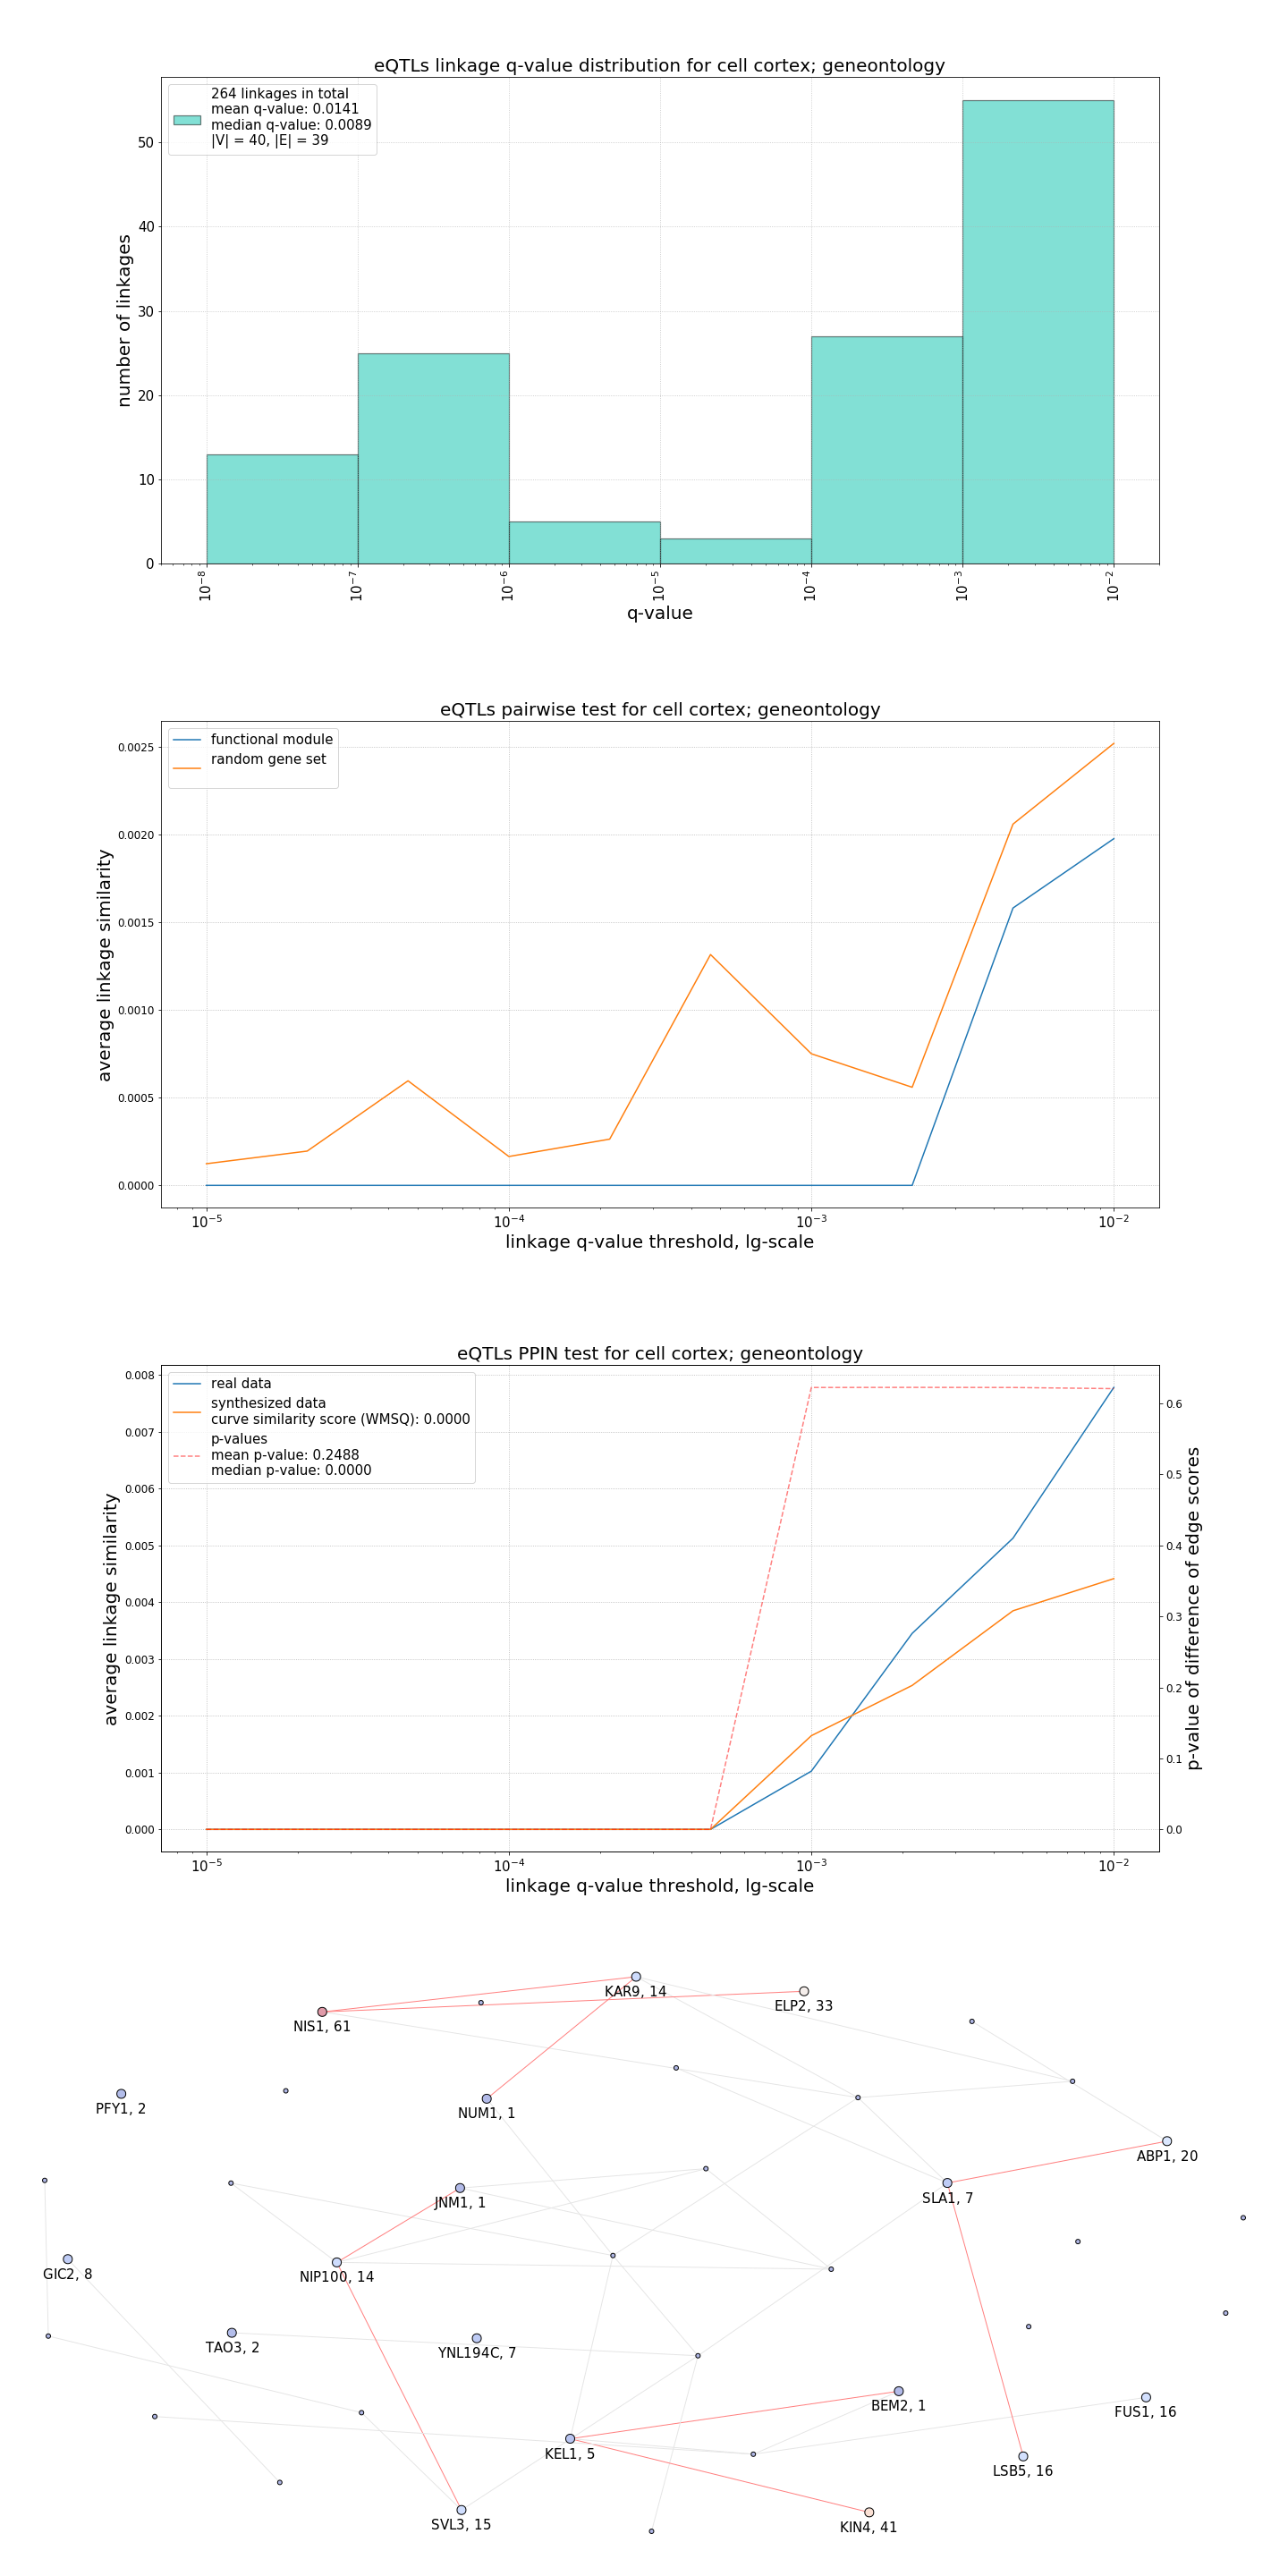 eQTLs linkage q-value distribution for cell cortex; geneontology
264 linkages in total
mean q-value: 0.0141
median q-value: 0.0089
|V| = 40, |E| = 39
number of linkages
50
40
30
20
10
0
10⁻⁸ 10⁻⁷ 10⁻⁶ 10⁻⁵ 10⁻⁴ 10⁻³ 10⁻²
q-value
eQTLs pairwise test for cell cortex; geneontology
functional module
random gene set
average linkage similarity
0.0025
0.0020
0.0015
0.0010
0.0005
0.0000
10⁻⁵ 10⁻⁴ 10⁻³ 10⁻²
linkage q-value threshold, lg-scale
eQTLs PPIN test for cell cortex; geneontology
real data
synthesized data
curve similarity score (WMSQ): 0.0000
p-values
mean p-value: 0.2488
median p-value: 0.0000
average linkage similarity
0.008
0.007
0.006
0.005
0.004
0.003
0.002
0.001
0.000
0.6
0.5
0.4
0.3
0.2
0.1
0.0
p-value of difference of edge scores
10⁻⁵ 10⁻⁴ 10⁻³ 10⁻²
linkage q-value threshold, lg-scale
KAR9, 14
ELP2, 33
NIS1, 61
PFY1, 2
NUM1, 1
ABP1, 20
SLA1, 7
JNM1, 1
GIC2, 8
NIP100, 14
TAO3, 2
YNL194C, 7
BEM2, 1
FUS1, 16
KEL1, 5
LSB5, 16
SVL3, 15
KIN4, 41